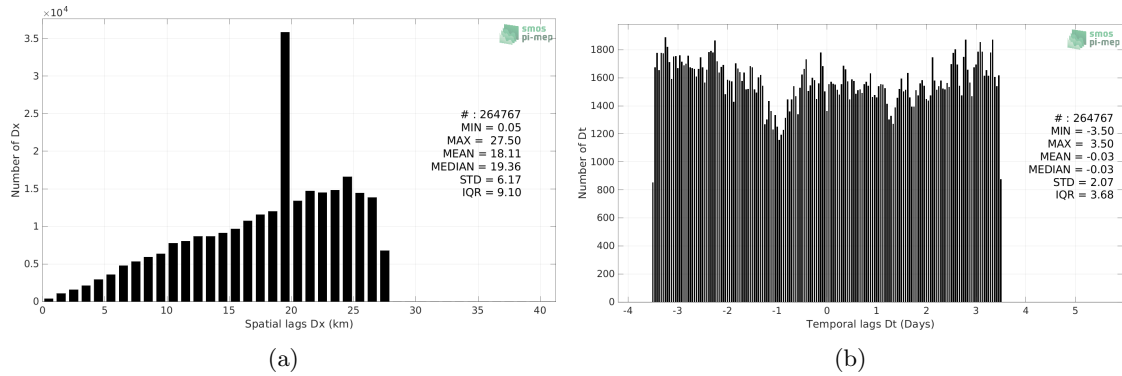 ×10⁴
3.5
3
2.5
2
1.5
1
0.5
0
Number of Dx
smos
pi-mep
# : 264767
MIN = 0.05
MAX = 27.50
MEAN = 18.11
MEDIAN = 19.36
STD = 6.17
IQR = 9.10
0 5 10 15 20 25 30 35 40
Spatial lags Dx (km)
(a)
1800
1600
1400
1200
1000
800
600
400
200
0
Number of Dt
smos
pi-mep
# : 264767
MIN = -3.50
MAX = 3.50
MEAN = -0.03
MEDIAN = -0.03
STD = 2.07
IQR = 3.68
-4 -3 -2 -1 0 1 2 3 4 5
Temporal lags Dt (Days)
(b)